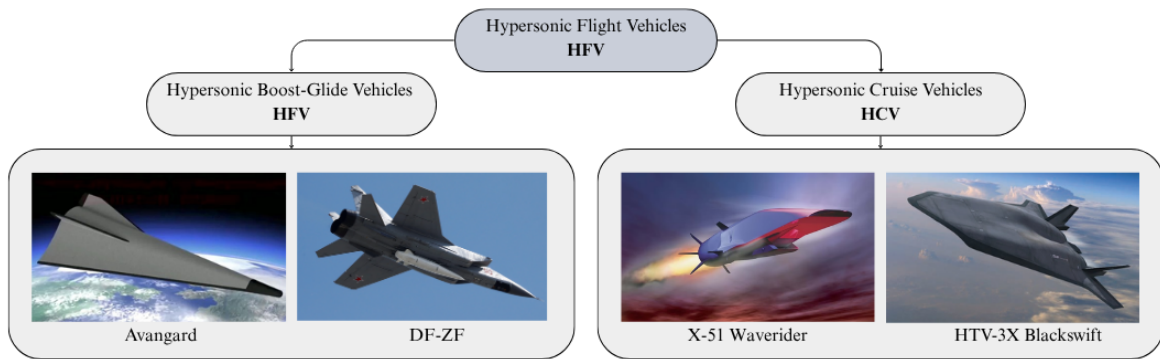 Hypersonic Flight Vehicles
HFV
Hypersonic Boost-Glide Vehicles
HFV
Hypersonic Cruise Vehicles
HCV
Avangard
DF-ZF
X-51 Waverider
HTV-3X Blackswift